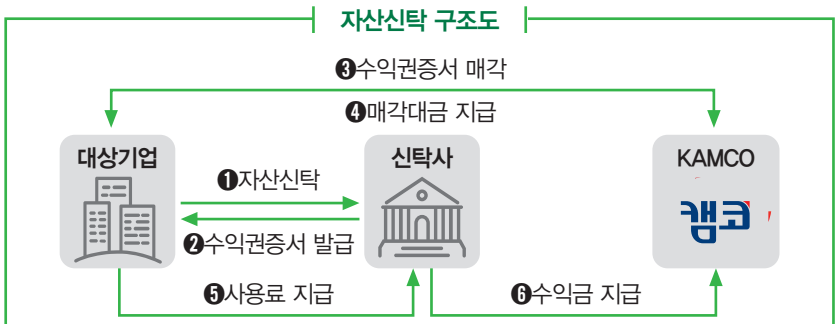 자산신탁 구조도
❸수익권증서 매각
❹매각대금 지급
대상기업
신탁사
KAMCO
❶자산신탁
캠코
❷수익권증서 발급
❺사용료 지급
❻수익금 지급